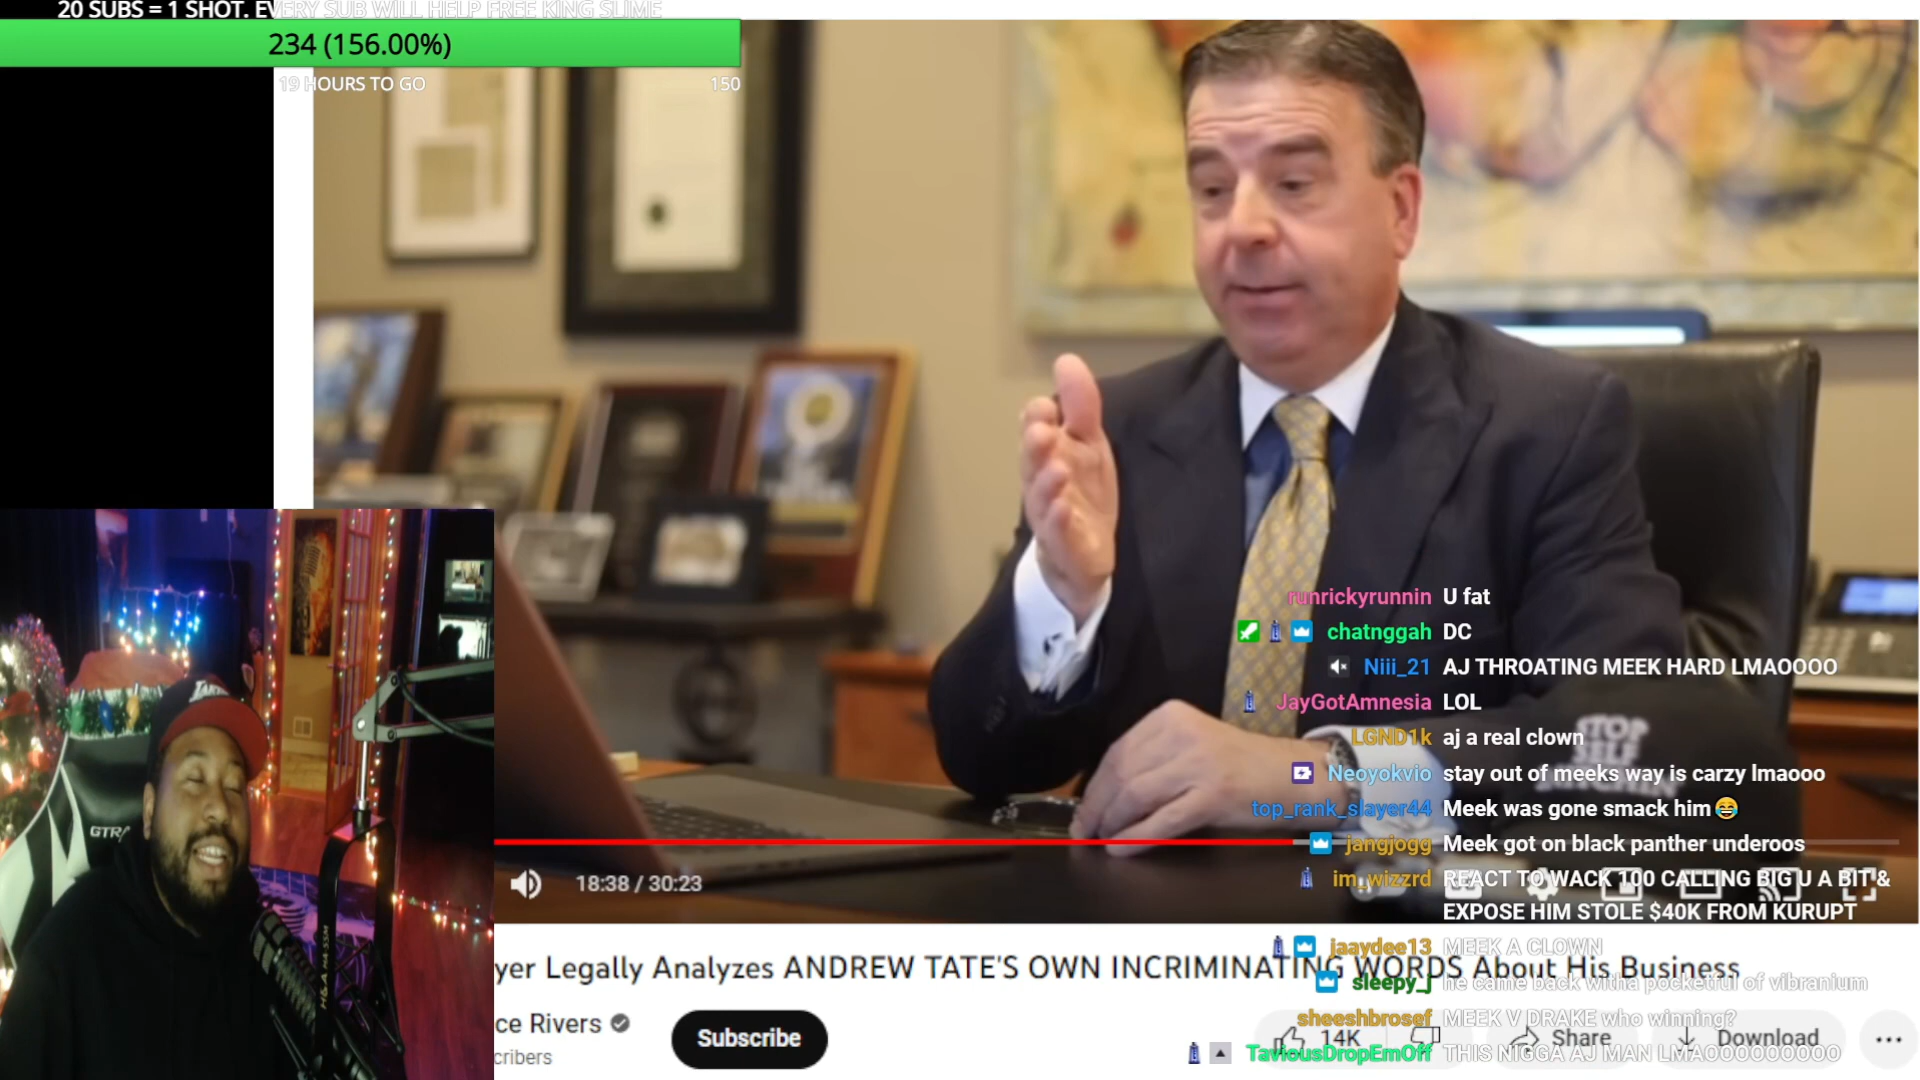 20 SUBS = 1 SHOT. EVERY SUB WILL HELP FREE KING SLIME
234 (156.00%)
19 HOURS TO GO
150
runrickyrunnin U fat
chatnggah DC
Niii_21 AJ THROATING MEEK HARD LMAOOOO
JayGotAmnesia LOL
LGND1k aj a real clown
Neoyokvio stay out of meeks way is carzy lmaooo
top_rank_slayer44 Meek was gone smack him😂
jangjogg Meek got on black panther underoos
im_wizzrd REACT TO WACK 100 CALLING BIG U A BIT &
EXPOSE HIM STOLE $40K FROM KURUPT
jaaydee13 MEEK A CLOWN
sleepy_j he came back witha pocketful of vibranium
sheeshbrosef MEEK V DRAKE who winning?
TaviousDropEmOff THIS NIGGA AJ MAN LMAOOOOOOOOO
STOP
GTRA
18:38 / 30:23
yer Legally Analyzes ANDREW TATE'S OWN INCRIMINATING WORDS About His Business
ce Rivers
cribers
Subscribe
14K
Share
Download